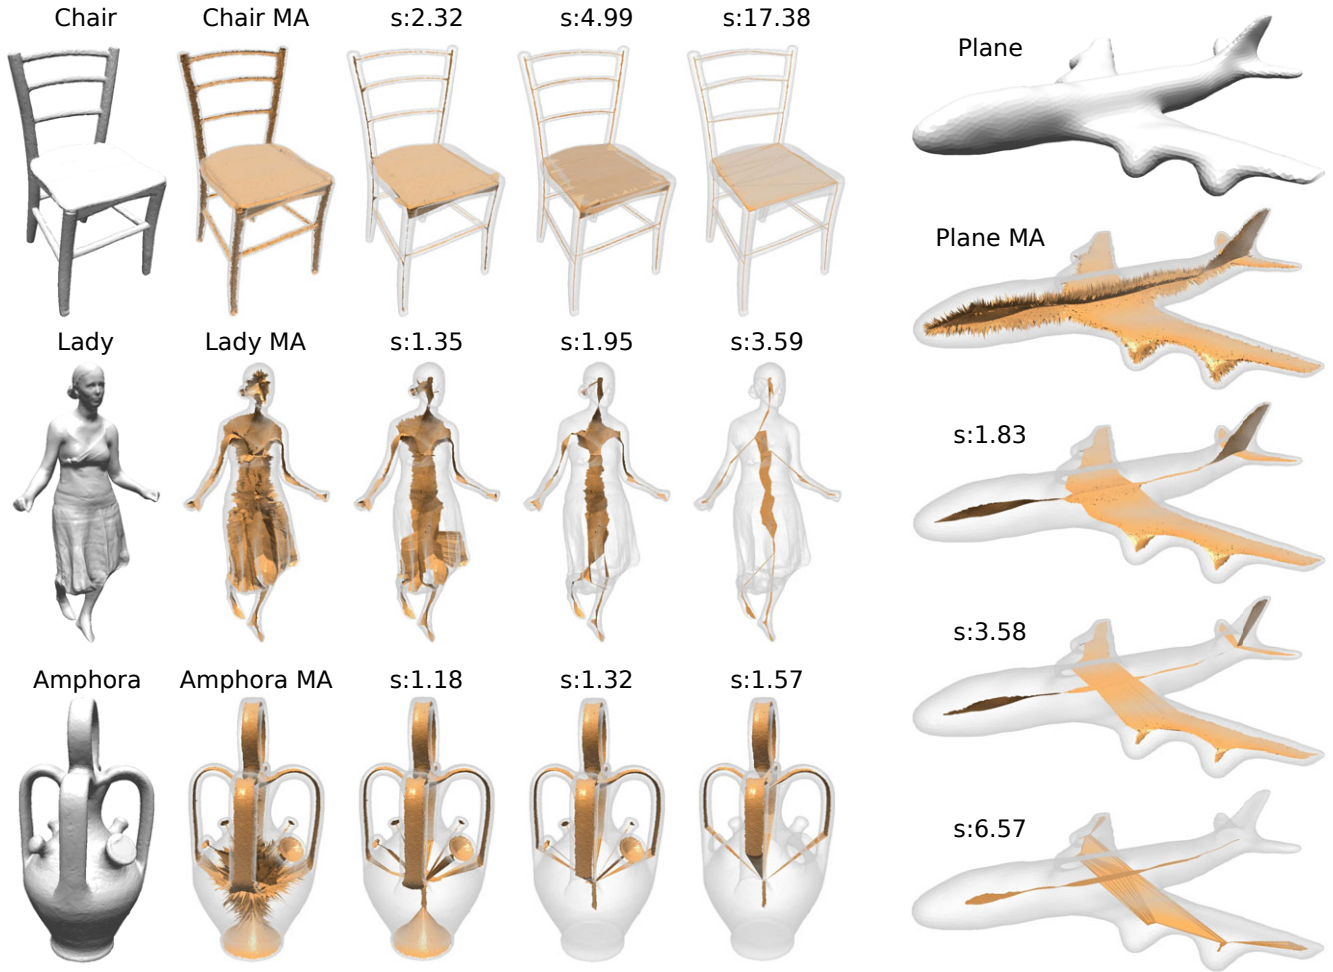 Chair
Chair MA
s:2.32
s:4.99
s:17.38
Lady
Lady MA
s:1.35
s:1.95
s:3.59
Amphora
Amphora MA
s:1.18
s:1.32
s:1.57
Plane
Plane MA
s:1.83
s:3.58
s:6.57